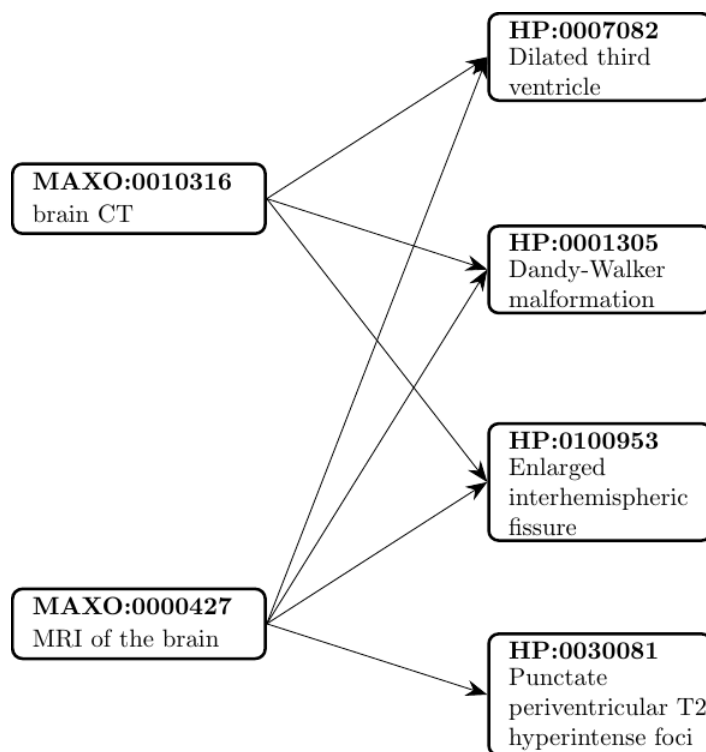 HP:0007082
Dilated third
ventricle
MAXO:0010316
brain CT
HP:0001305
Dandy-Walker
malformation
HP:0100953
Enlarged
interhemispheric
fissure
MAXO:0000427
MRI of the brain
HP:0030081
Punctate
periventricular T2
hyperintense foci